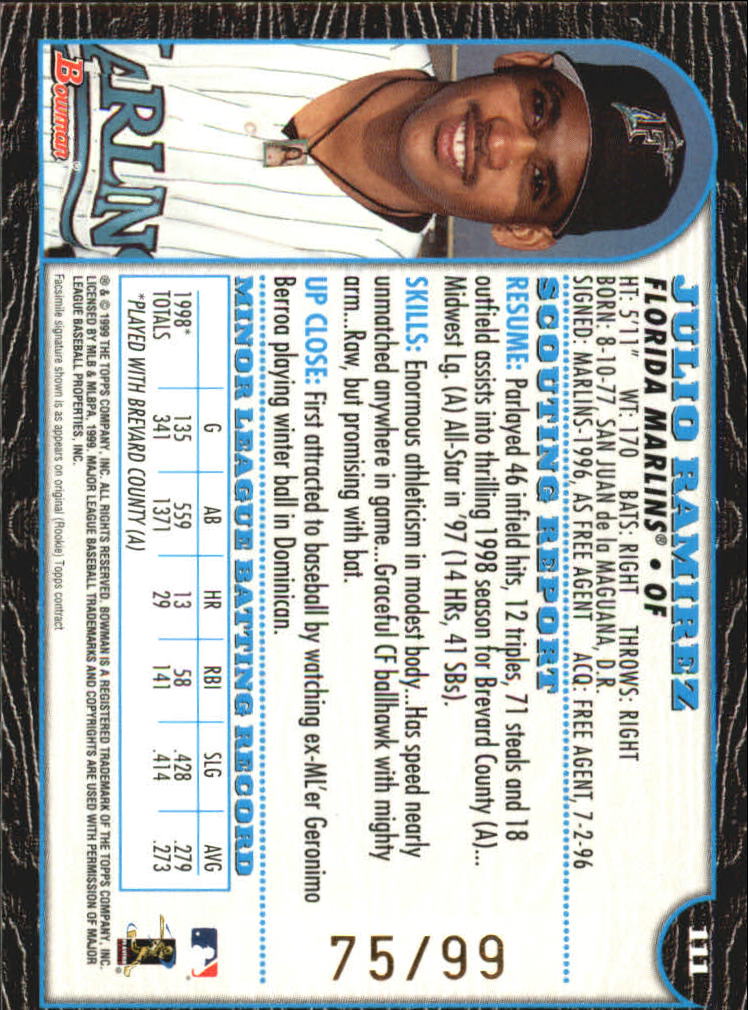 111
JULIO RAMIREZ
FLORIDA MARLINS® • OF
HT: 5'11" WT: 170 BATS: RIGHT THROWS: RIGHT
BORN: 8-10-77 SAN JUAN de la MAGUANA, D.R.
SIGNED: MARLINS-1996, AS FREE AGENT ACQ: FREE AGENT, 7-2-96
SCOUTING REPORT
RESUME: Parlayed 46 infield hits, 12 triples, 71 steals and 18
outfield assists into thrilling 1998 season for Brevard County (A)...
Midwest Lg. (A) All-Star in '97 (14 HRs, 41 SBs).
SKILLS: Enormous athleticism in modest body...Has speed nearly
unmatched anywhere in game...Graceful CF ballhawk with mighty
arm...Raw, but promising with bat.
UP CLOSE: First attracted to baseball by watching ex-ML'er Geronimo
Berroa playing winter ball in Dominican.
75/99
MINOR LEAGUE BATTING RECORD
G AB HR RBI SLG AVG
1998* 135 559 13 58 .428 .279
TOTALS 341 1371 29 141 .414 .273
*PLAYED WITH BREVARD COUNTY (A)
® & © 1999 THE TOPPS COMPANY, INC. ALL RIGHTS RESERVED. BOWMAN IS A REGISTERED TRADEMARK OF THE TOPPS COMPANY, INC.
LICENSED BY MLB & MLBPA, 1999. MAJOR LEAGUE BASEBALL TRADEMARKS AND COPYRIGHTS ARE USED WITH PERMISSION OF MAJOR
LEAGUE BASEBALL PROPERTIES, INC.
Facsimile signature shown is as appears on original (Rookie) Topps contract
F
ARLINS
Bowman®